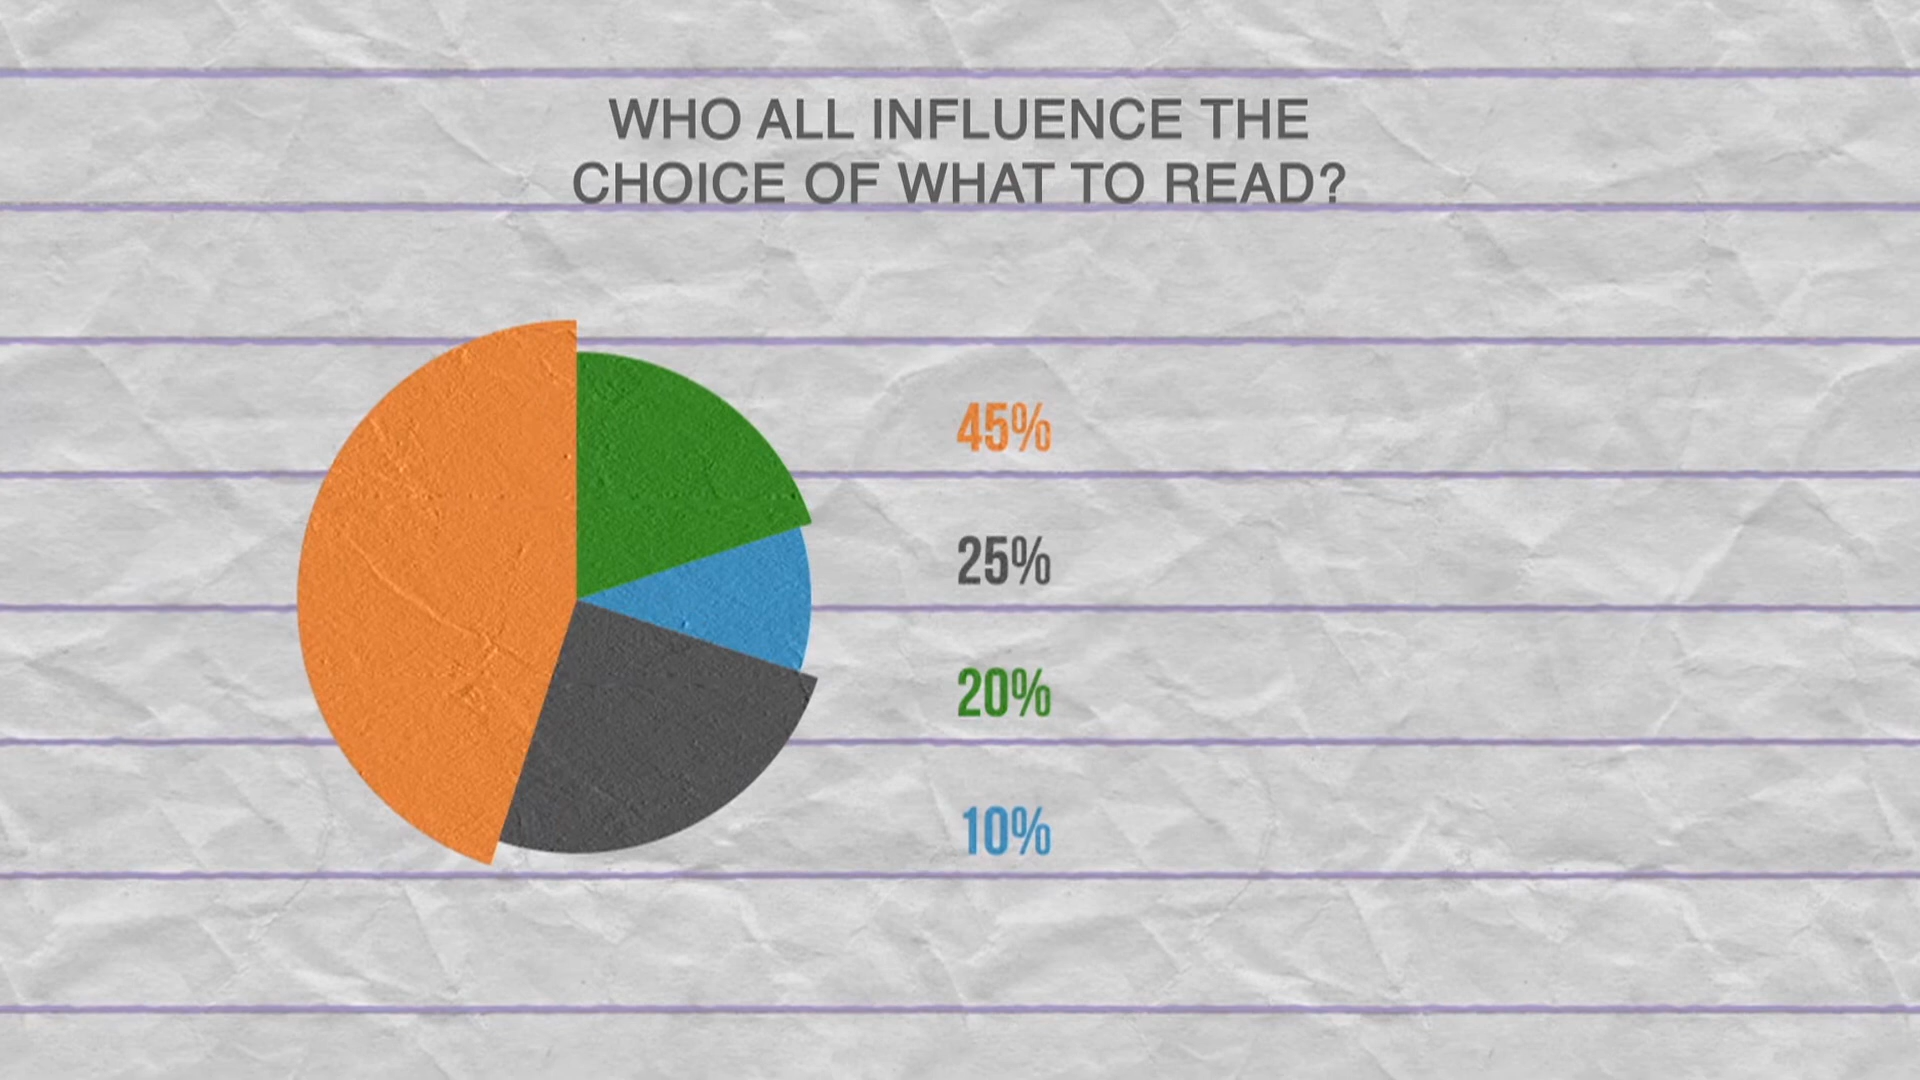 WHO ALL INFLUENCE THE
CHOICE OF WHAT TO READ?
45%
25%
20%
10%